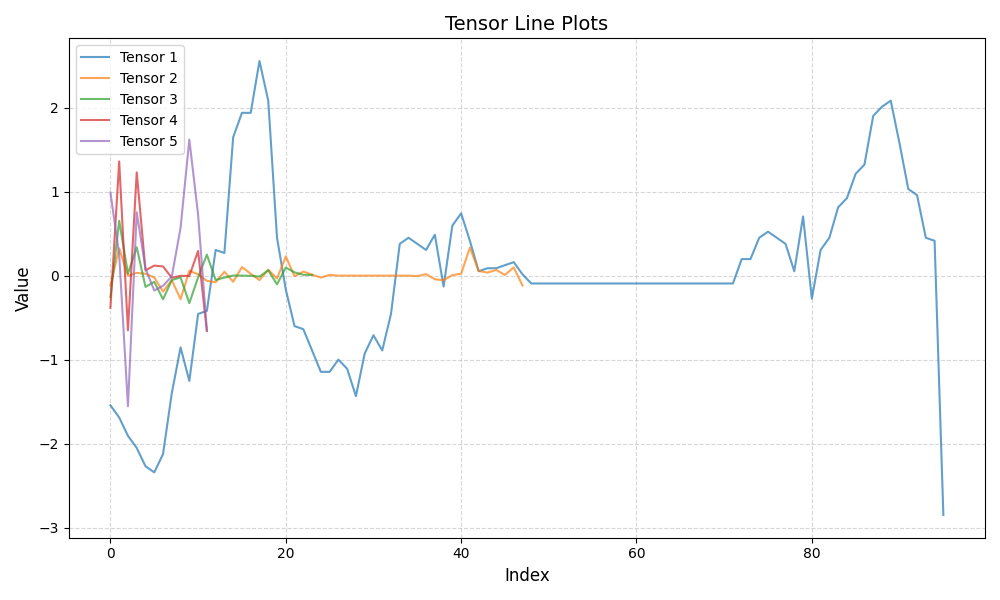 Tensor Line Plots
Tensor 1
Tensor 2
Tensor 3
Tensor 4
Tensor 5
2
1
0
−1
−2
−3
Value
0
20
40
60
80
Index